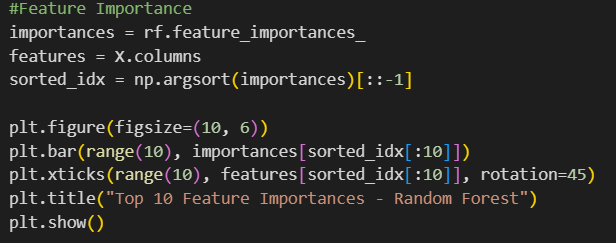 #Feature Importance
importances = rf.feature_importances_
features = X.columns
sorted_idx = np.argsort(importances)[::-1]

plt.figure(figsize=(10, 6))
plt.bar(range(10), importances[sorted_idx[:10]])
plt.xticks(range(10), features[sorted_idx[:10]], rotation=45)
plt.title("Top 10 Feature Importances - Random Forest")
plt.show()